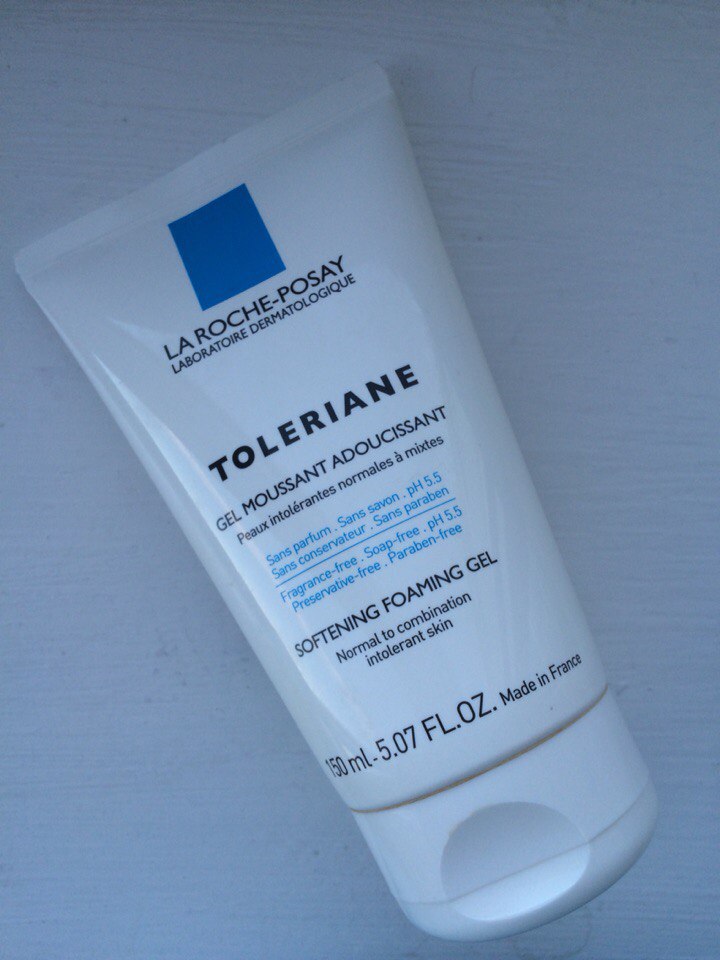 LA ROCHE-POSAY
LABORATOIRE DERMATOLOGIQUE
TOLERIANE
GEL MOUSSANT ADOUCISSANT
Peaux intolérantes normales à mixtes
Sans parfum . Sans savon . pH 5.5
Sans conservateur . Sans paraben
Fragrance-free . Soap-free . pH 5.5
Preservative-free . Paraben-free
SOFTENING FOAMING GEL
Normal to combination
intolerant skin
150 ml - 5.07 FL.OZ. Made in France